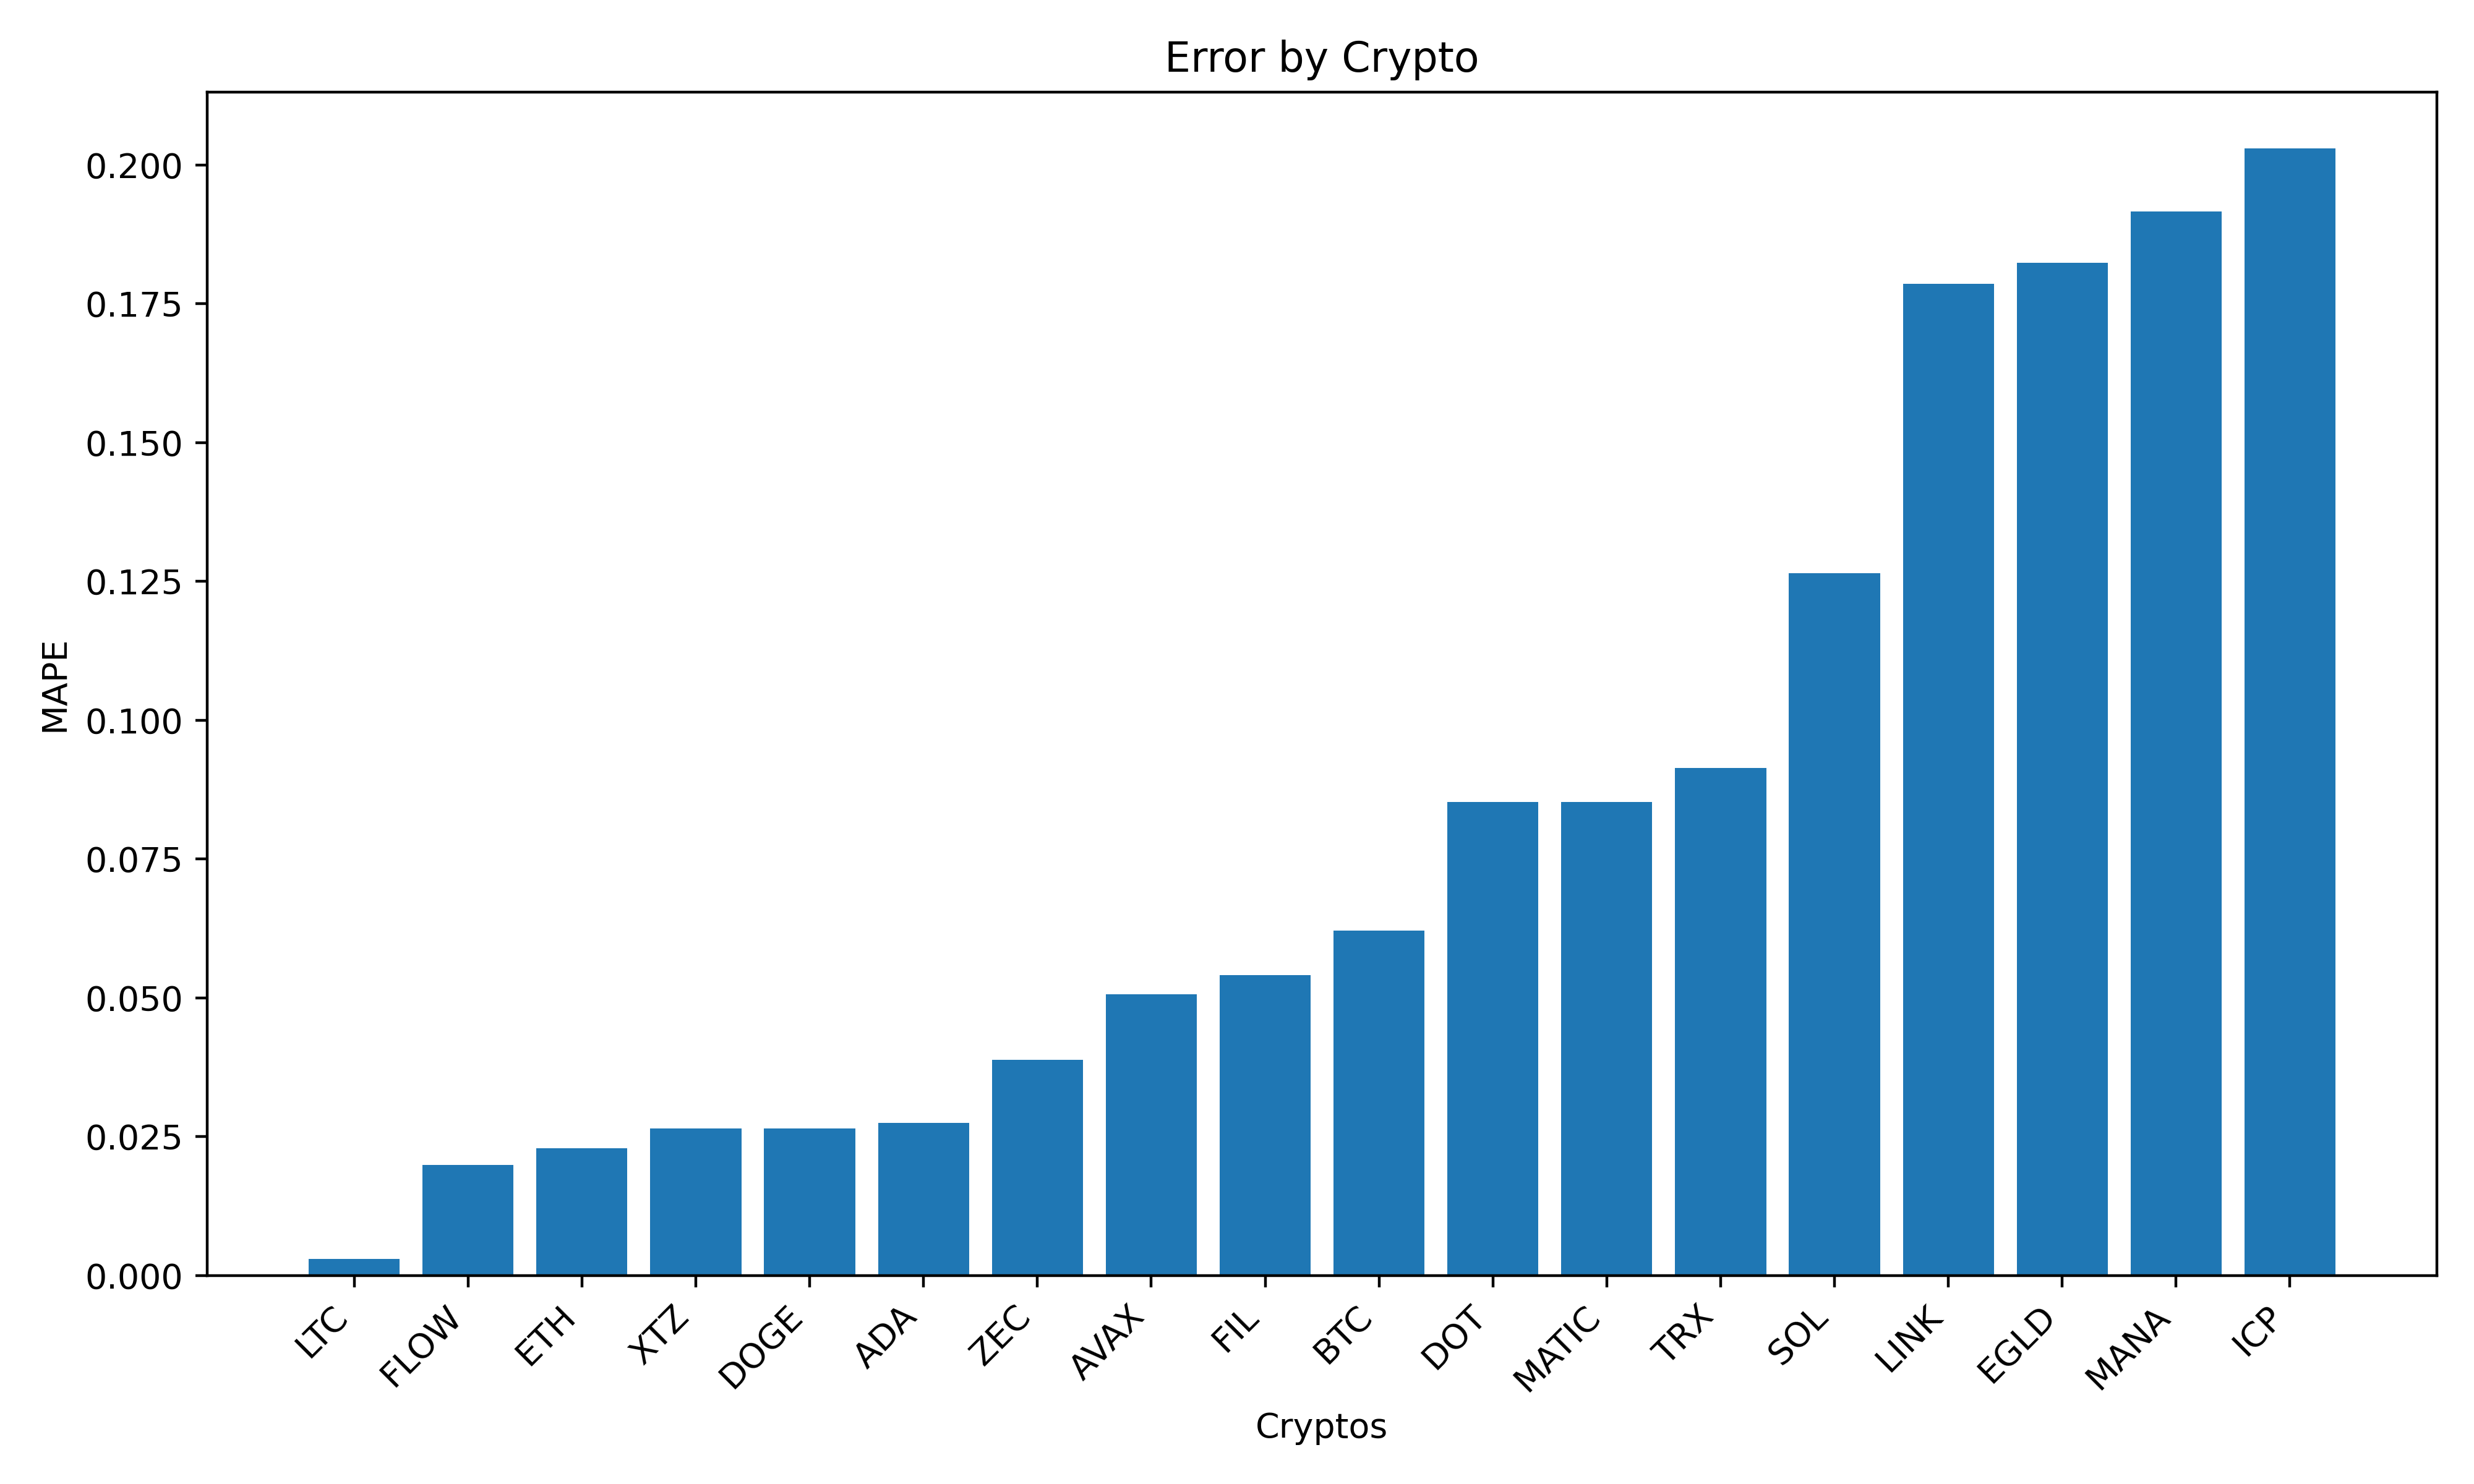 Error by Crypto
MAPE
0.200
0.175
0.150
0.125
0.100
0.075
0.050
0.025
0.000
LTC
FLOW
ETH
XTZ
DOGE
ADA
ZEC
AVAX
FIL
BTC
DOT
MATIC
TRX
SOL
LINK
EGLD
MANA
ICP
Cryptos